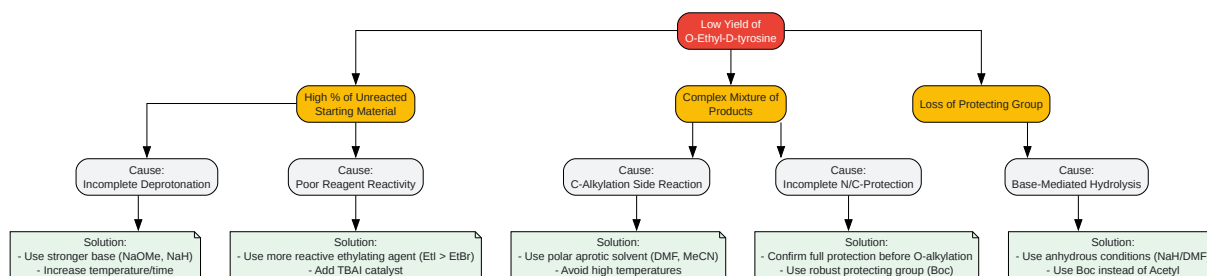 Low Yield of
O-Ethyl-D-tyrosine
High % of Unreacted
Starting Material
Complex Mixture of
Products
Loss of Protecting Group
Cause:
Incomplete Deprotonation
Cause:
Poor Reagent Reactivity
Cause:
C-Alkylation Side Reaction
Cause:
Incomplete N/C-Protection
Cause:
Base-Mediated Hydrolysis
Solution:
- Use stronger base (NaOMe, NaH)
- Increase temperature/time
Solution:
- Use more reactive ethylating agent (EtI > EtBr)
- Add TBAI catalyst
Solution:
- Use polar aprotic solvent (DMF, MeCN)
- Avoid high temperatures
Solution:
- Confirm full protection before O-alkylation
- Use robust protecting group (Boc)
Solution:
- Use anhydrous conditions (NaH/DMF
- Use Boc instead of Acetyl